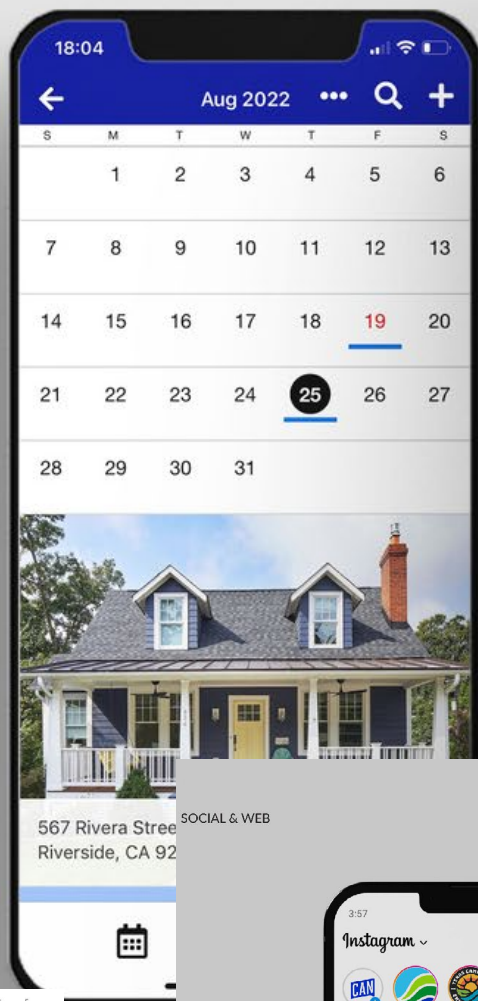 18:04
Aug 2022
S M T W T F S
1 2 3 4 5 6
7 8 9 10 11 12 13
14 15 16 17 18 19 20
21 22 23 24 25 26 27
28 29 30 31
567 Rivera Stree
Riverside, CA 92
SOCIAL & WEB
3:57
Instagram
CAN